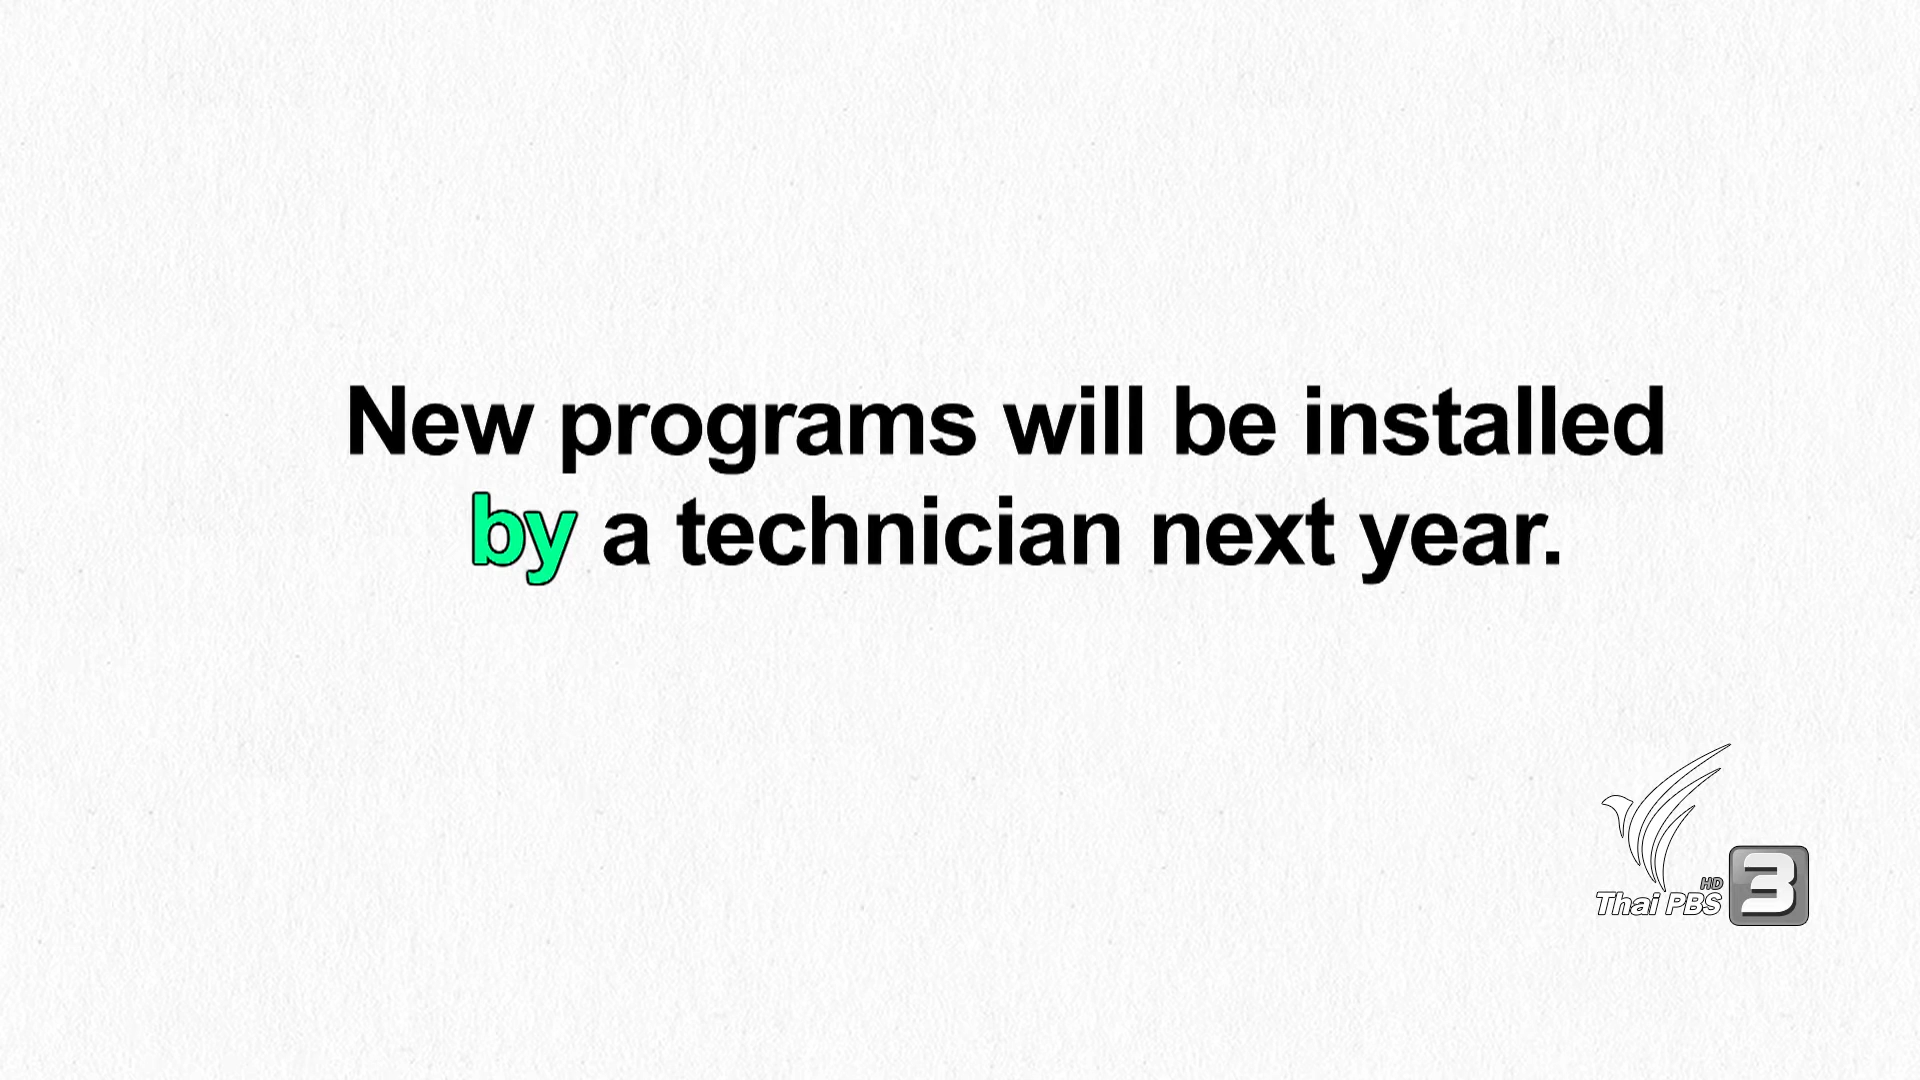 New programs will be installed
by a technician next year.
HD
Thai PBS 3